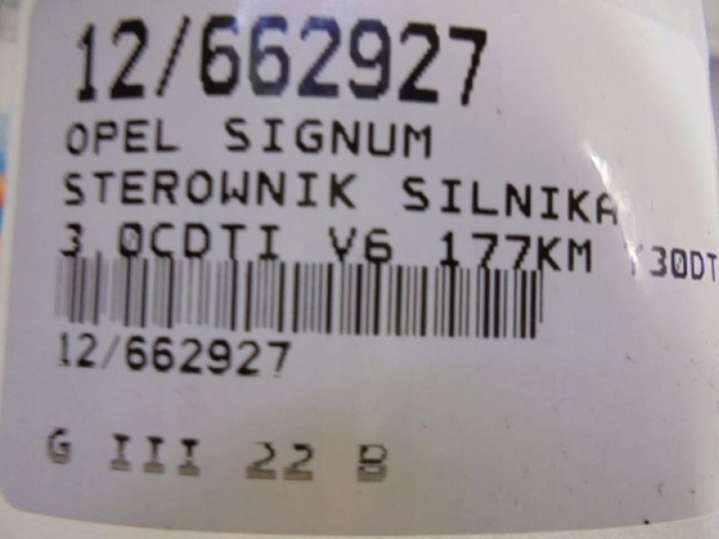 12/662927
OPEL SIGNUM
STEROWNIK SILNIKA
3.0CDTI V6 177KM Y30DT
12/662927
G III 22 B